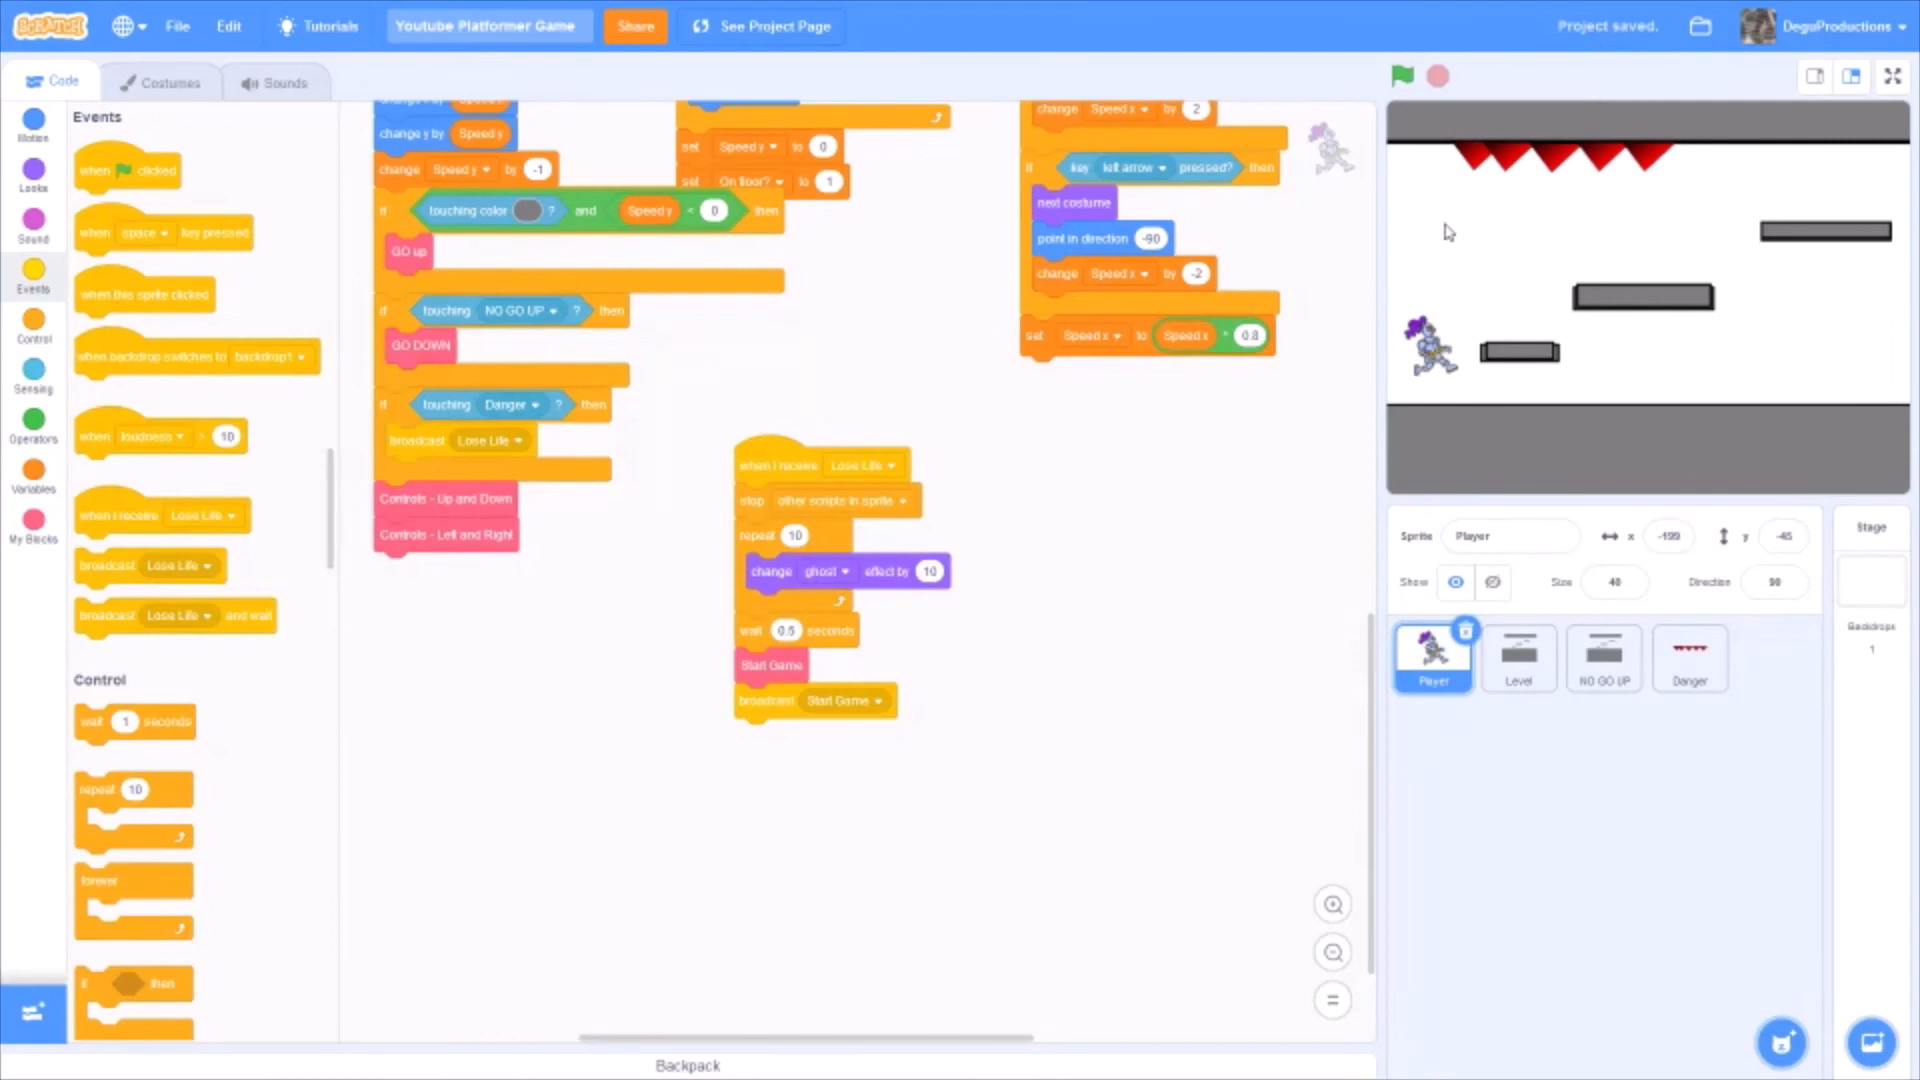 SCRATCH File Edit Tutorials Youtube Platformer Game Share See Project Page Project saved. DeguProductions
Code Costumes Sounds
Motion
Looks
Sound
Events
Control
Sensing
Operators
Variables
My Blocks
Events
when clicked
when space key pressed
when this sprite clicked
when backdrop switches to backdrop1
when loudness > 10
when I receive Lose Life
broadcast Lose Life
broadcast Lose Life and wait
Control
wait 1 seconds
repeat 10
forever
if then
change y by Speed y
change Speed y by -1
if touching color ? and Speed y < 0 then
GO up
if touching NO GO UP ? then
GO DOWN
if touching Danger ? then
broadcast Lose Life
Controls - Up and Down
Controls - Left and Right
set Speed y to 0
set On floor? to 1
when I receive Lose Life
stop other scripts in sprite
repeat 10
change ghost effect by 10
wait 0.5 seconds
Start Game
broadcast Start Game
change Speed x by 2
if key left arrow pressed? then
next costume
point in direction -90
change Speed x by -2
set Speed x to Speed x * 0.8
Sprite Player x -199 y -45
Show Size 40 Direction 90
Player Level NO GO UP Danger
Stage
Backdrops
1
Backpack